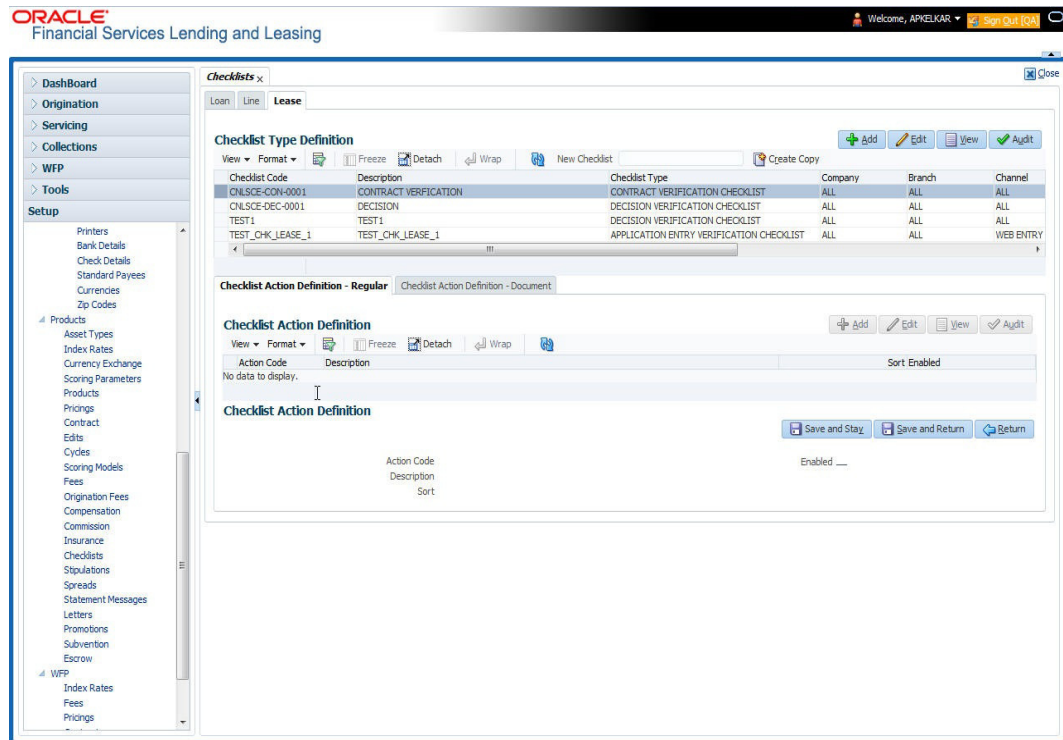 ORACLE®
Financial Services Lending and Leasing
Welcome, APKELKAR
Sign Out [QA]
DashBoard
Origination
Servicing
Collections
WFP
Tools
Setup
Printers
Bank Details
Check Details
Standard Payees
Currencies
Zip Codes
Products
Asset Types
Index Rates
Currency Exchange
Scoring Parameters
Products
Pricings
Contract
Edits
Cycles
Scoring Models
Fees
Origination Fees
Compensation
Commission
Insurance
Checklists
Stipulations
Spreads
Statement Messages
Letters
Promotions
Subvention
Escrow
WFP
Index Rates
Fees
Pricings
Checklists x
Close
Loan Line Lease
Checklist Type Definition
Add Edit View Audit
View Format Freeze Detach Wrap New Checklist Create Copy
Checklist Code Description Checklist Type Company Branch Channel
CNLSCE-CON-0001 CONTRACT VERFICATION CONTRACT VERIFICATION CHECKLIST ALL ALL ALL
CNLSCE-DEC-0001 DECISION DECISION VERIFICATION CHECKLIST ALL ALL ALL
TEST1 TEST1 DECISION VERIFICATION CHECKLIST ALL ALL ALL
TEST_CHK_LEASE_1 TEST_CHK_LEASE_1 APPLICATION ENTRY VERIFICATION CHECKLIST ALL ALL WEB ENTRY
Checklist Action Definition - Regular Checklist Action Definition - Document
Checklist Action Definition
Add Edit View Audit
View Format Freeze Detach Wrap
Action Code Description Sort Enabled
No data to display.
Checklist Action Definition
Save and Stay Save and Return Return
Action Code
Enabled
Description
Sort